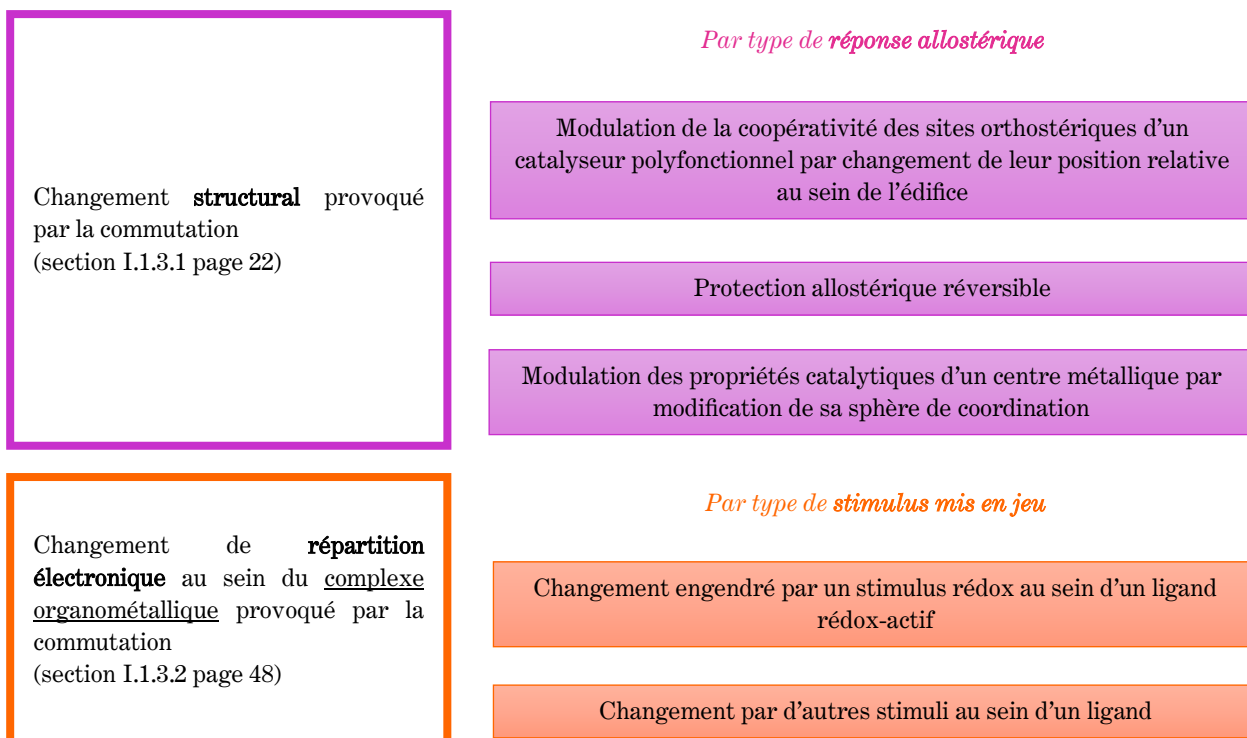 Changement structural provoqué
par la commutation
(section I.1.3.1 page 22)
Par type de réponse allostérique
Modulation de la coopérativité des sites orthostériques d’un
catalyseur polyfonctionnel par changement de leur position relative
au sein de l’édifice
Protection allostérique réversible
Modulation des propriétés catalytiques d’un centre métallique par
modification de sa sphère de coordination
Changement de répartition
électronique au sein du complexe
organométallique provoqué par la
commutation
(section I.1.3.2 page 48)
Par type de stimulus mis en jeu
Changement engendré par un stimulus rédox au sein d’un ligand
rédox-actif
Changement par d’autres stimuli au sein d’un ligand